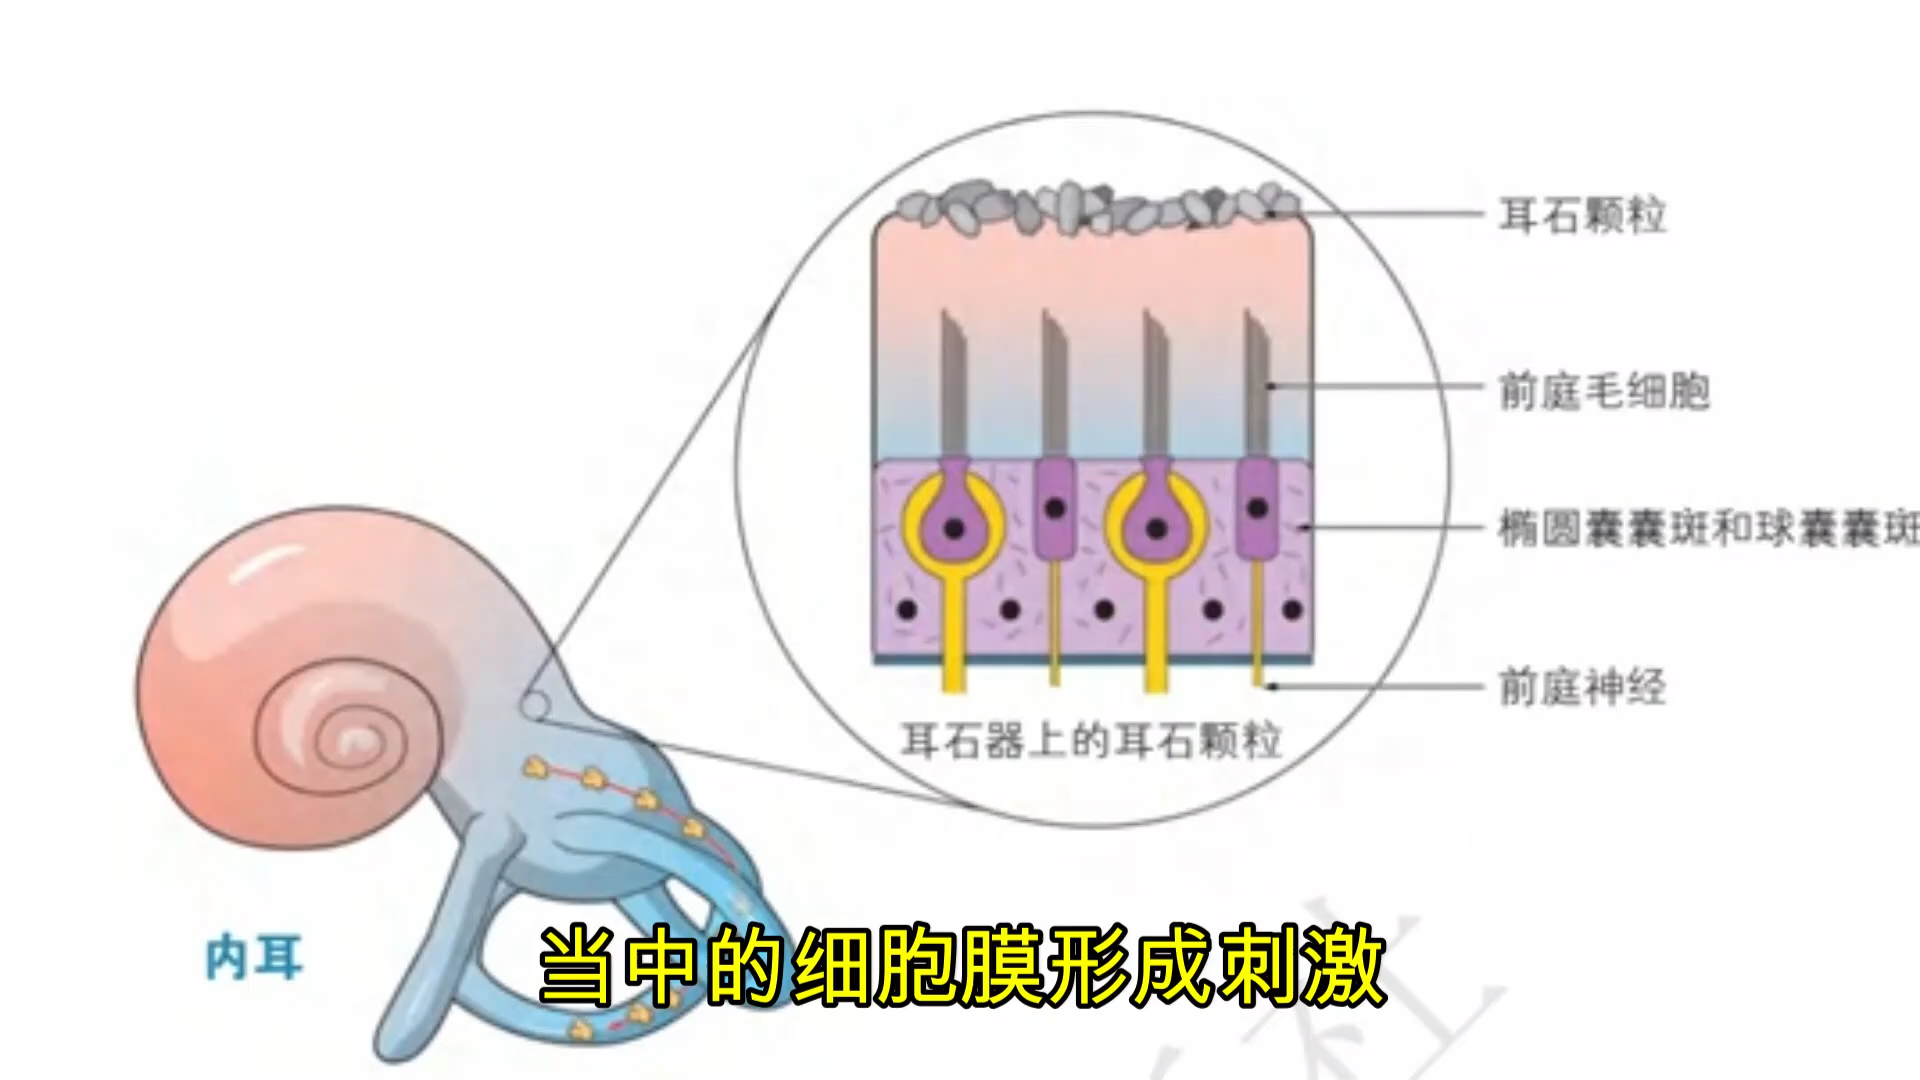 耳石颗粒
前庭毛细胞
椭圆囊囊斑和球囊囊斑
前庭神经
耳石器上的耳石颗粒
内耳
当中的细胞膜形成刺激
社